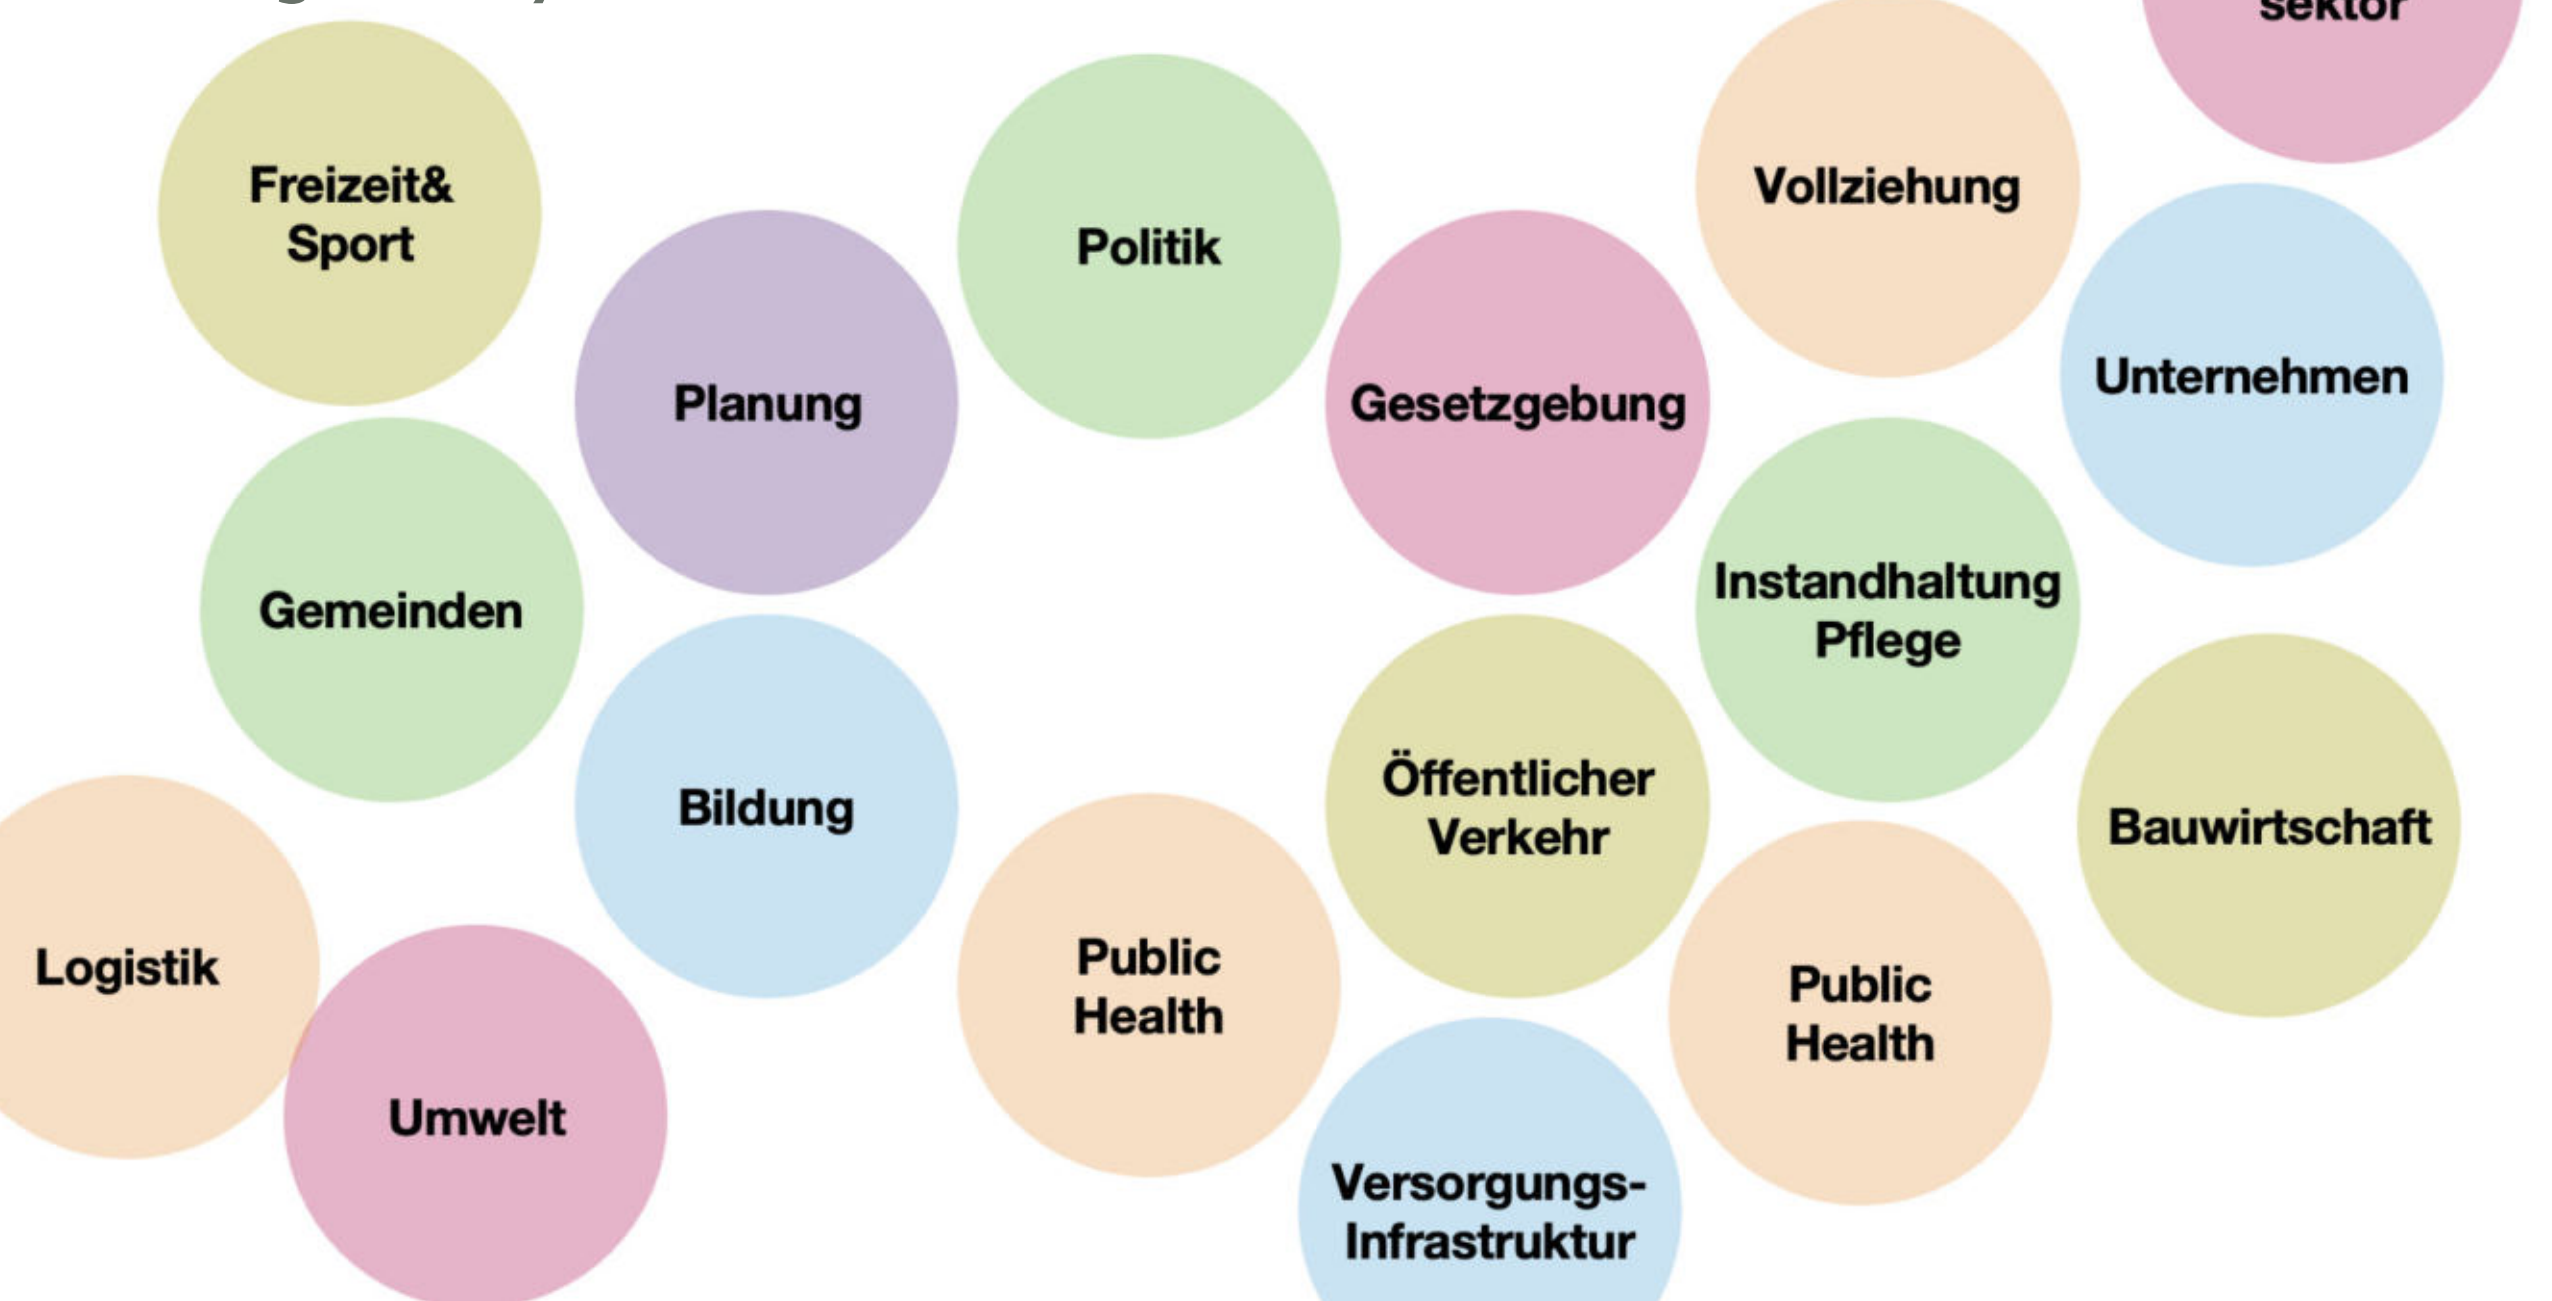 sektor
Freizeit&
Sport
Politik
Vollziehung
Planung
Gesetzgebung
Unternehmen
Gemeinden
Instandhaltung
Pflege
Bildung
Öffentlicher
Verkehr
Bauwirtschaft
Logistik
Public
Health
Public
Health
Umwelt
Versorgungs-
Infrastruktur